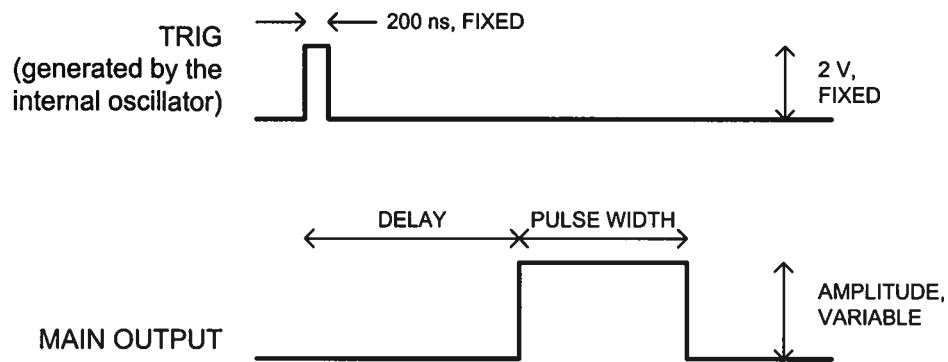 TRIG
(generated by the
internal oscillator)
200 ns, FIXED
2 V,
FIXED
DELAY
PULSE WIDTH
MAIN OUTPUT
AMPLITUDE,
VARIABLE